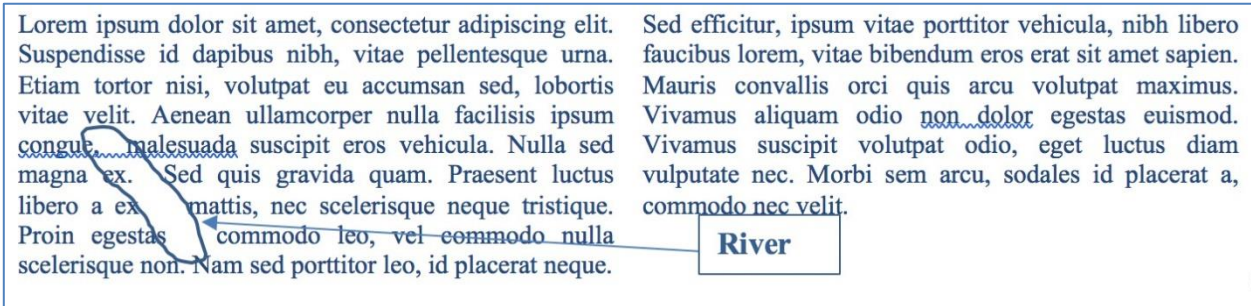 Lorem ipsum dolor sit amet, consectetur adipiscing elit.
Suspendisse id dapibus nibh, vitae pellentesque urna.
Etiam tortor nisi, volutpat eu accumsan sed, lobortis
vitae velit. Aenean ullamcorper nulla facilisis ipsum
congue, malesuada suscipit eros vehicula. Nulla sed
magna ex. Sed quis gravida quam. Praesent luctus
libero a ex mattis, nec scelerisque neque tristique.
Proin egestas commodo leo, vel commodo nulla
scelerisque non. Nam sed porttitor leo, id placerat neque.
Sed efficitur, ipsum vitae porttitor vehicula, nibh libero
faucibus lorem, vitae bibendum eros erat sit amet sapien.
Mauris convallis orci quis arcu volutpat maximus.
Vivamus aliquam odio non dolor egestas euismod.
Vivamus suscipit volutpat odio, eget luctus diam
vulputate nec. Morbi sem arcu, sodales id placerat a,
commodo nec velit.
River